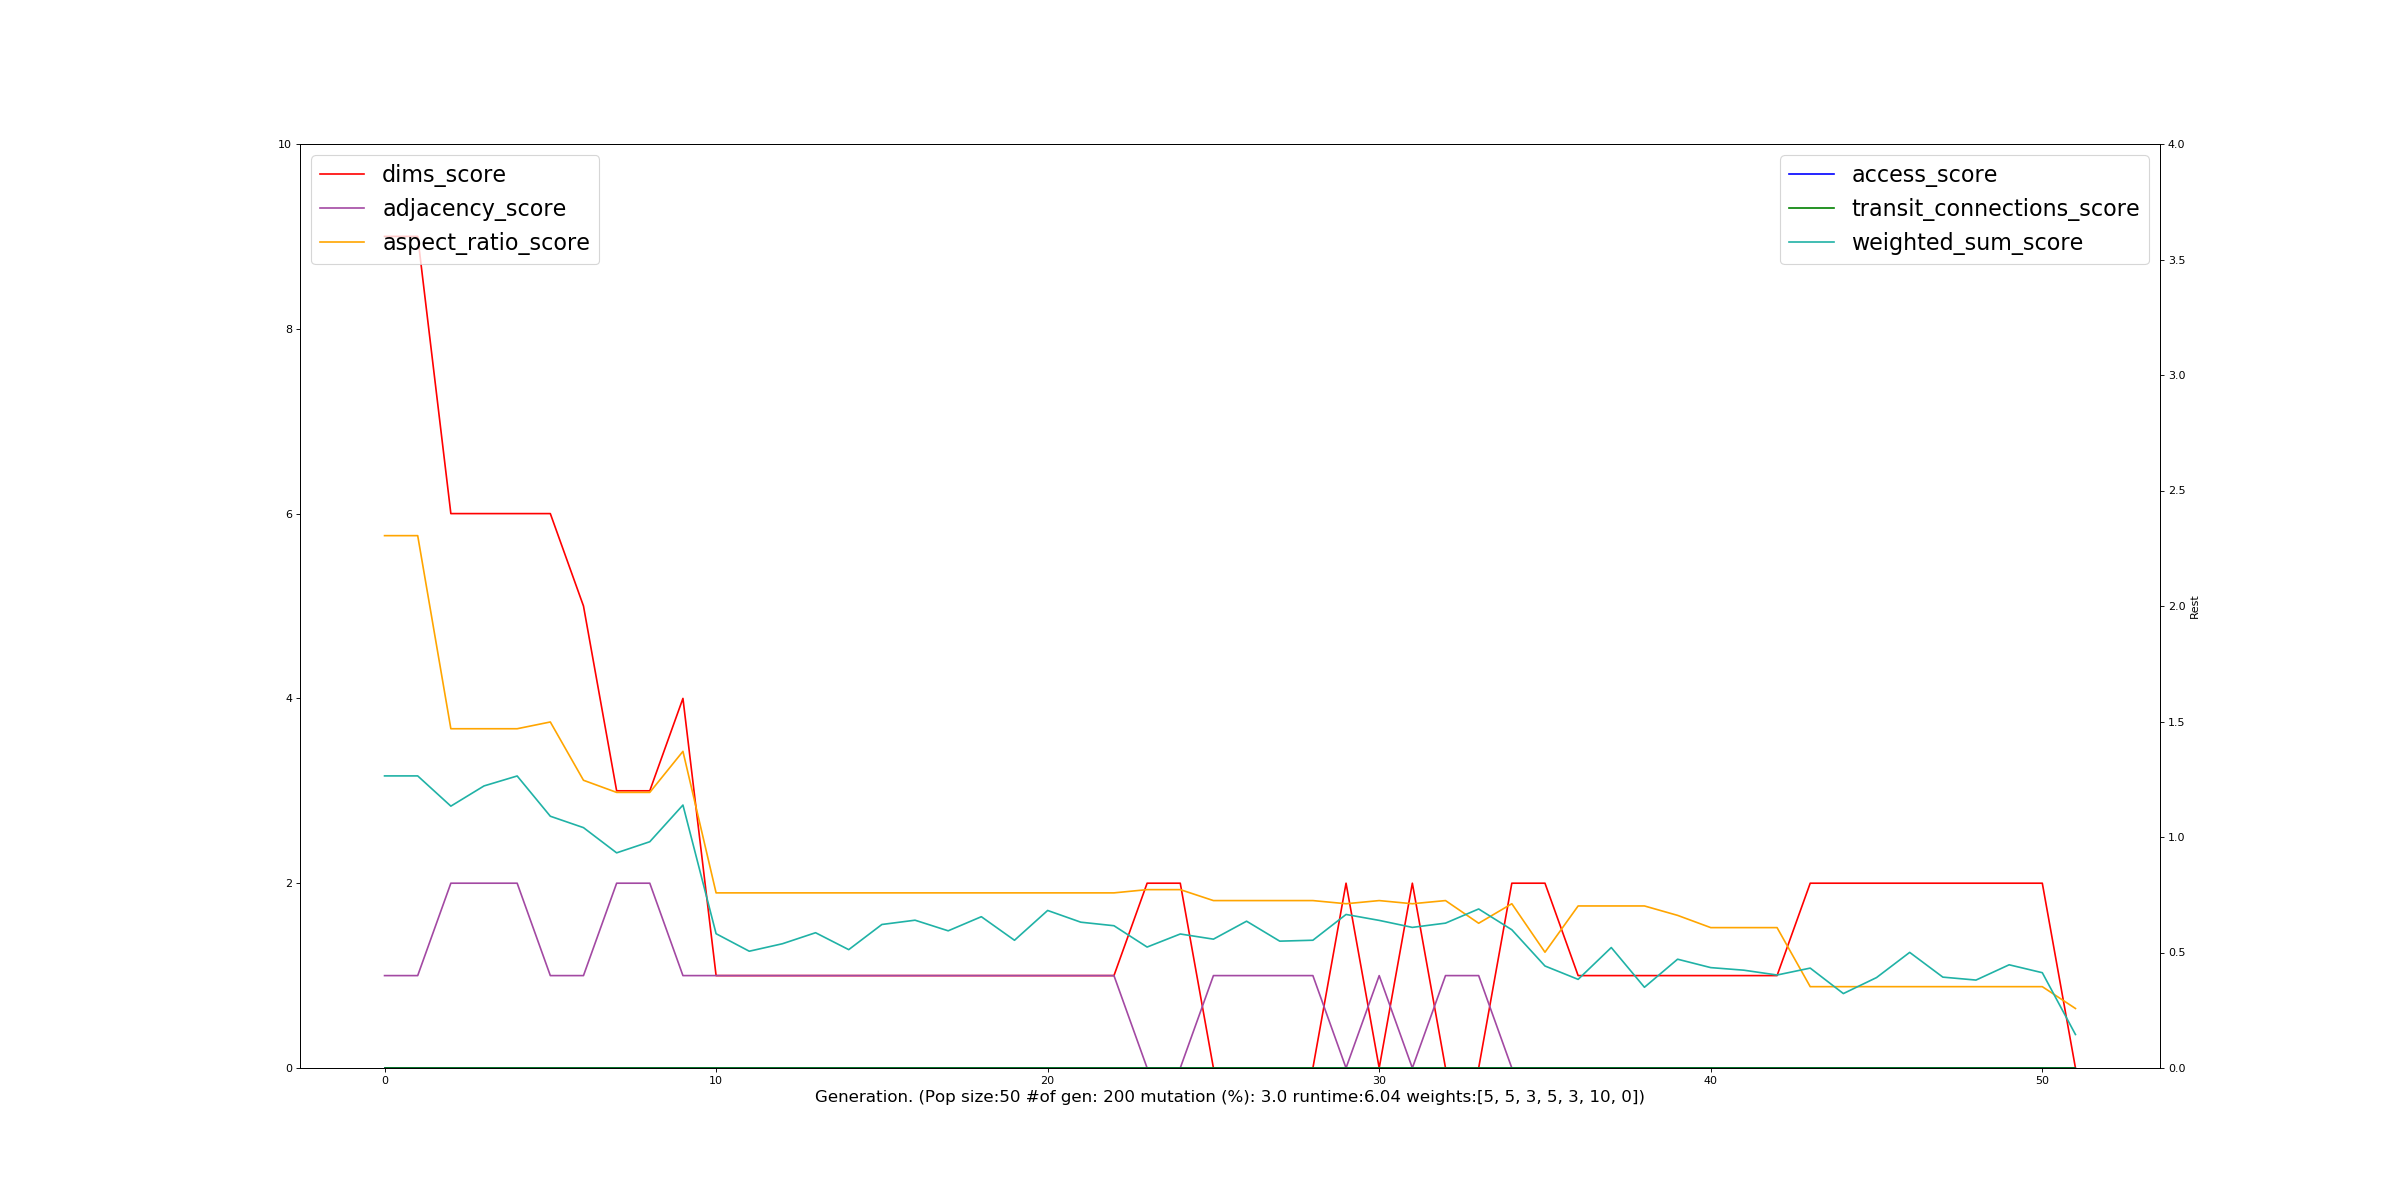 dims_score
adjacency_score
aspect_ratio_score
access_score
transit_connections_score
weighted_sum_score
10
8
6
4
2
0
4.0
3.5
3.0
2.5
2.0
1.5
1.0
0.5
0.0
Rest
0 10 20 30 40 50
Generation. (Pop size:50 #of gen: 200 mutation (%): 3.0 runtime:6.04 weights:[5, 5, 3, 5, 3, 10, 0])